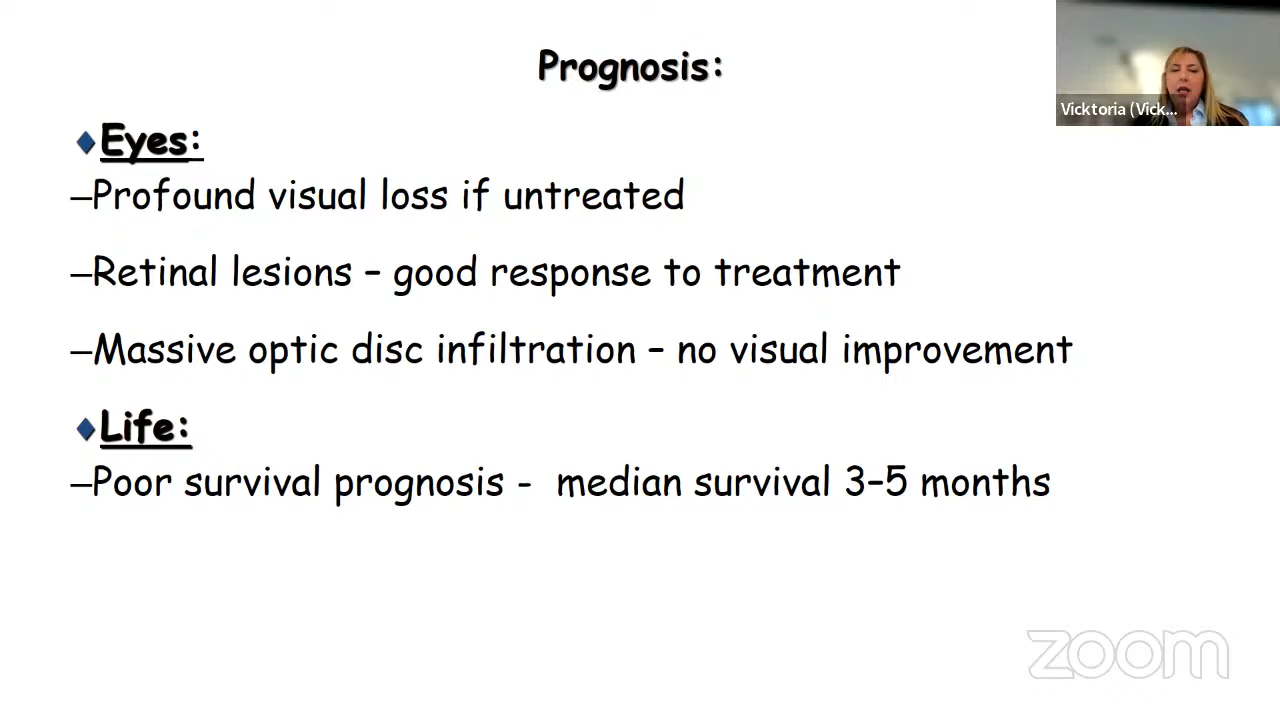 Prognosis:
Vicktoria (Vick...
♦Eyes:
–Profound visual loss if untreated
–Retinal lesions – good response to treatment
–Massive optic disc infiltration – no visual improvement
♦Life:
–Poor survival prognosis - median survival 3–5 months
zoom